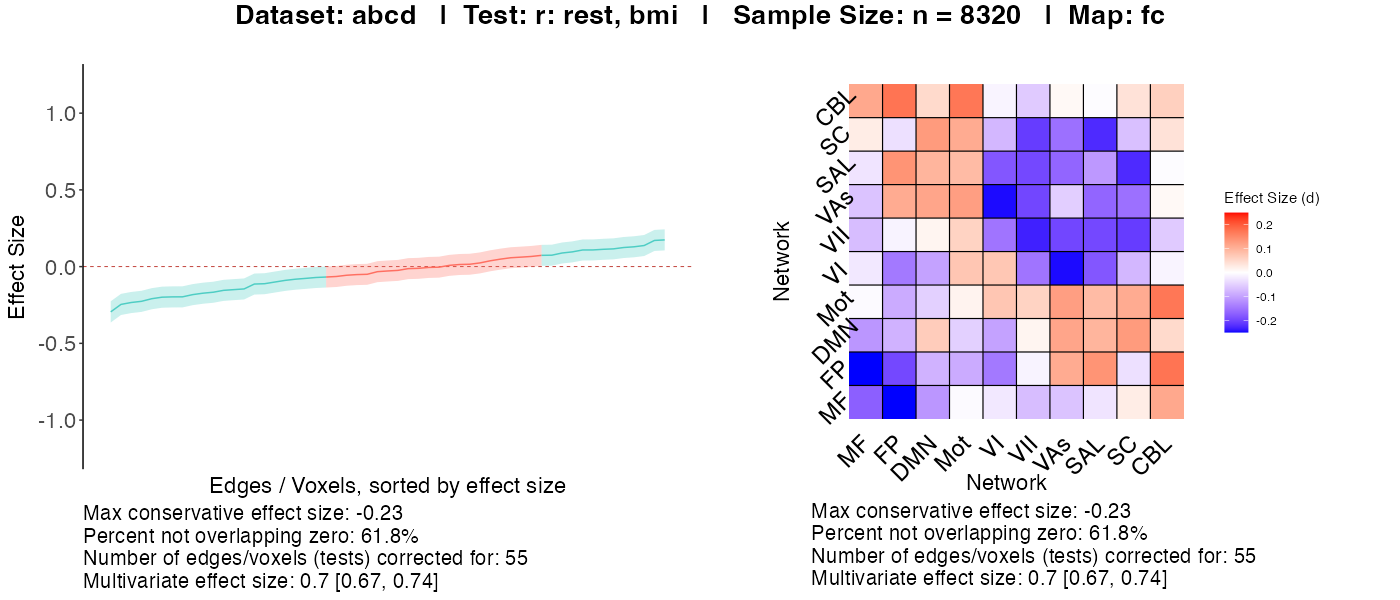 Dataset: abcd | Test: r: rest, bmi | Sample Size: n = 8320 | Map: fc
Effect Size
1.0
0.5
0.0
-0.5
-1.0
Edges / Voxels, sorted by effect size
Max conservative effect size: -0.23
Percent not overlapping zero: 61.8%
Number of edges/voxels (tests) corrected for: 55
Multivariate effect size: 0.7 [0.67, 0.74]
Network
CBL
SC
SAL
VAs
VII
VI
Mot
DMN
FP
MF
MF
FP
DMN
Mot
VI
VII
VAs
SAL
SC
CBL
Network
Effect Size (d)
0.2
0.1
0.0
-0.1
-0.2
Max conservative effect size: -0.23
Percent not overlapping zero: 61.8%
Number of edges/voxels (tests) corrected for: 55
Multivariate effect size: 0.7 [0.67, 0.74]